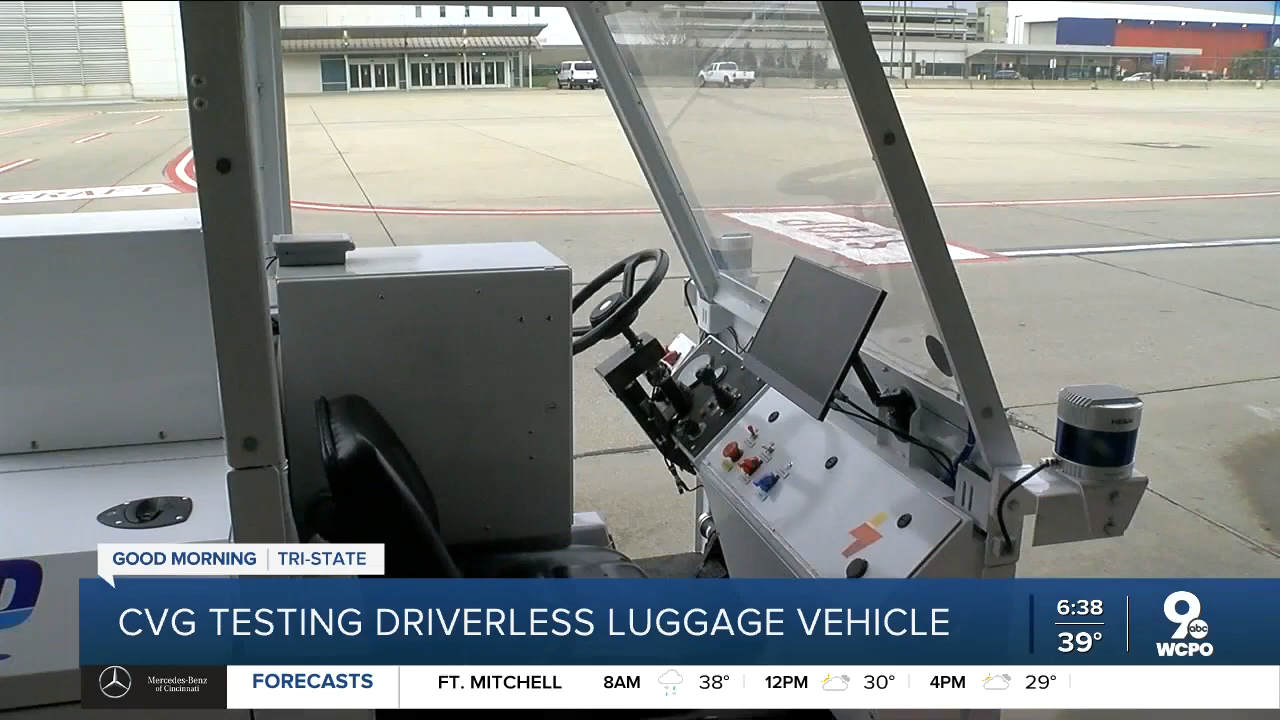 HESAI
GOOD MORNING | TRI-STATE
CVG TESTING DRIVERLESS LUGGAGE VEHICLE
6:38
39°
9
abc
WCPO
Mercedes-Benz
of Cincinnati
FORECASTS
FT. MITCHELL 8AM 38° 12PM 30° 4PM 29°